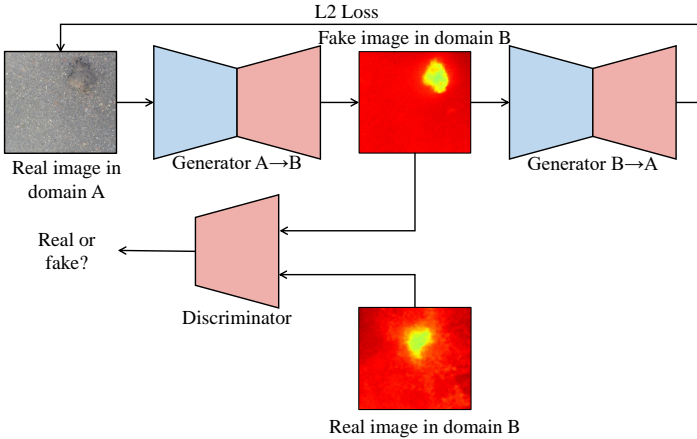 L2 Loss
Fake image in domain B
Real image in
domain A
Generator A→B
Generator B→A
Real or
fake?
Discriminator
Real image in domain B